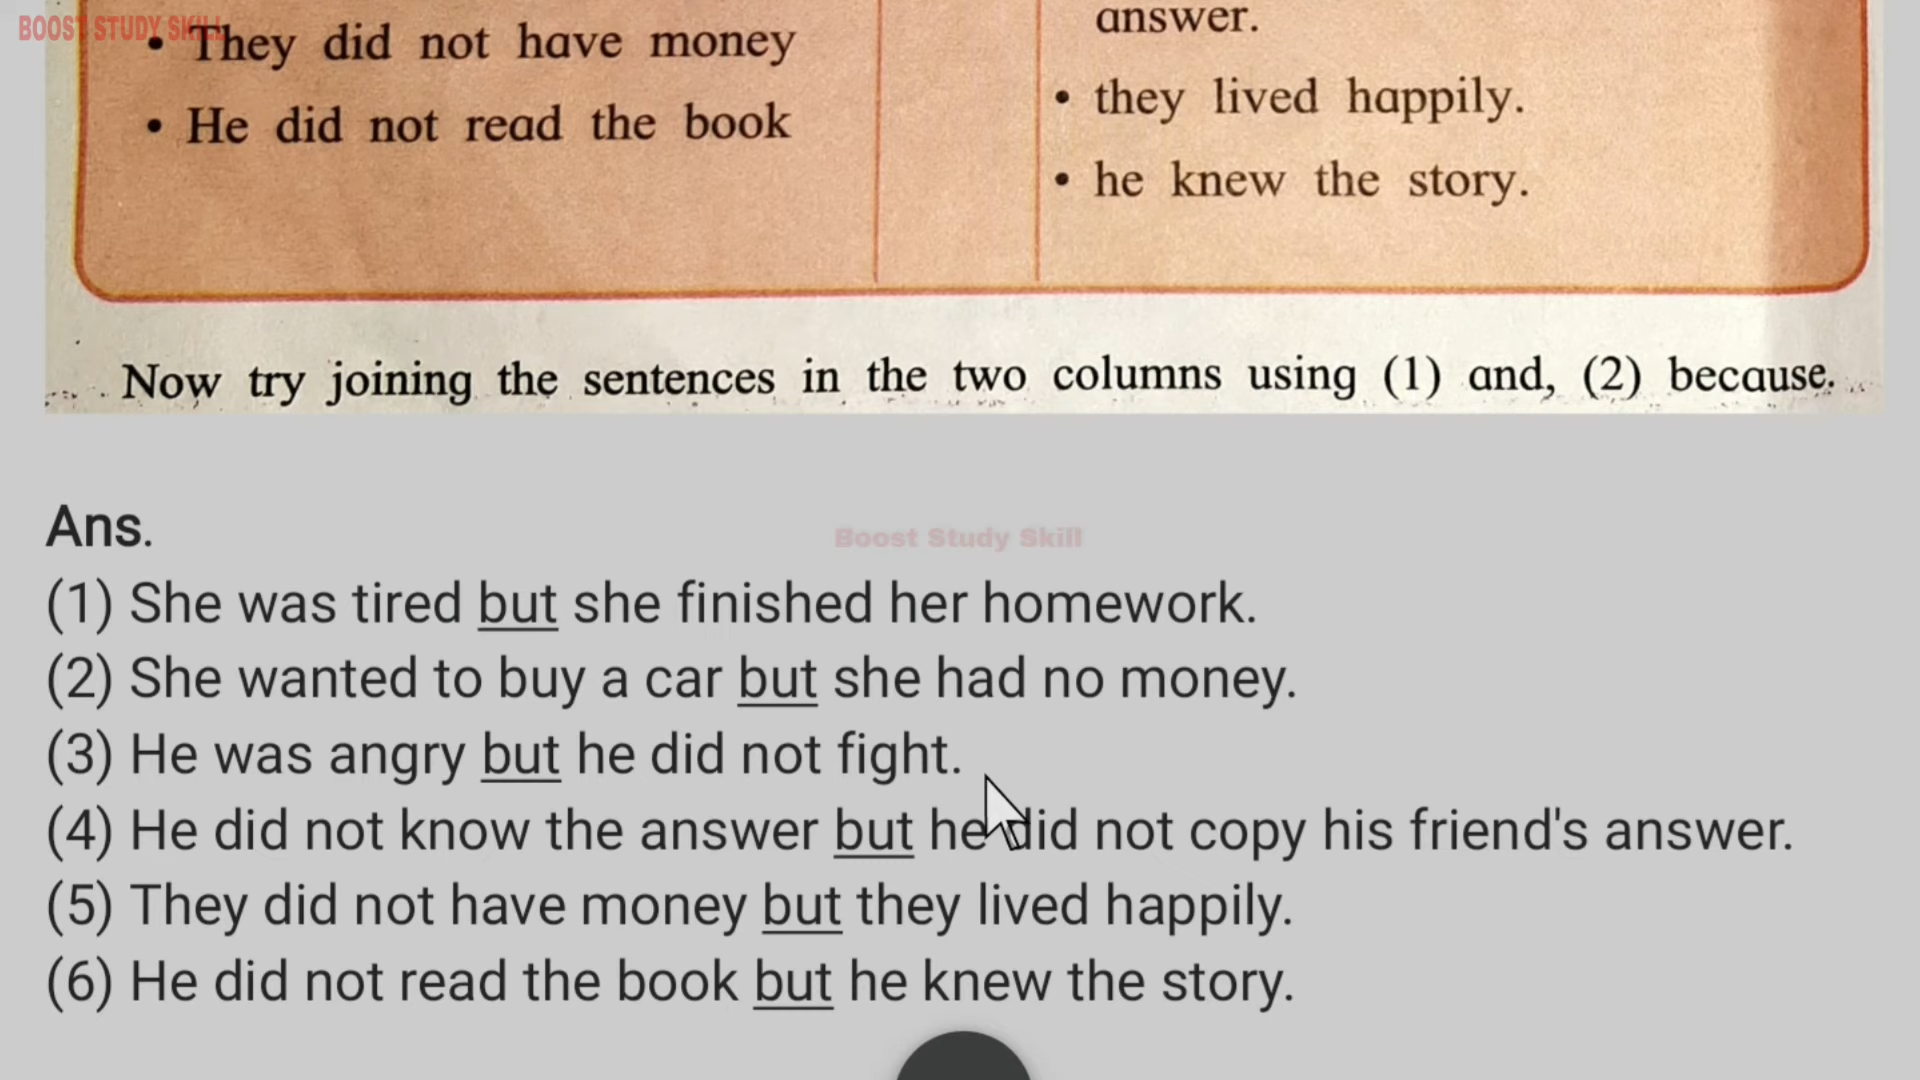 BOOST STUDY SKILL
• They did not have money
• He did not read the book
answer.
• they lived happily.
• he knew the story.
Now try joining the sentences in the two columns using (1) and, (2) because.
Ans.
Boost Study Skill
(1) She was tired but she finished her homework.
(2) She wanted to buy a car but she had no money.
(3) He was angry but he did not fight.
(4) He did not know the answer but he did not copy his friend's answer.
(5) They did not have money but they lived happily.
(6) He did not read the book but he knew the story.